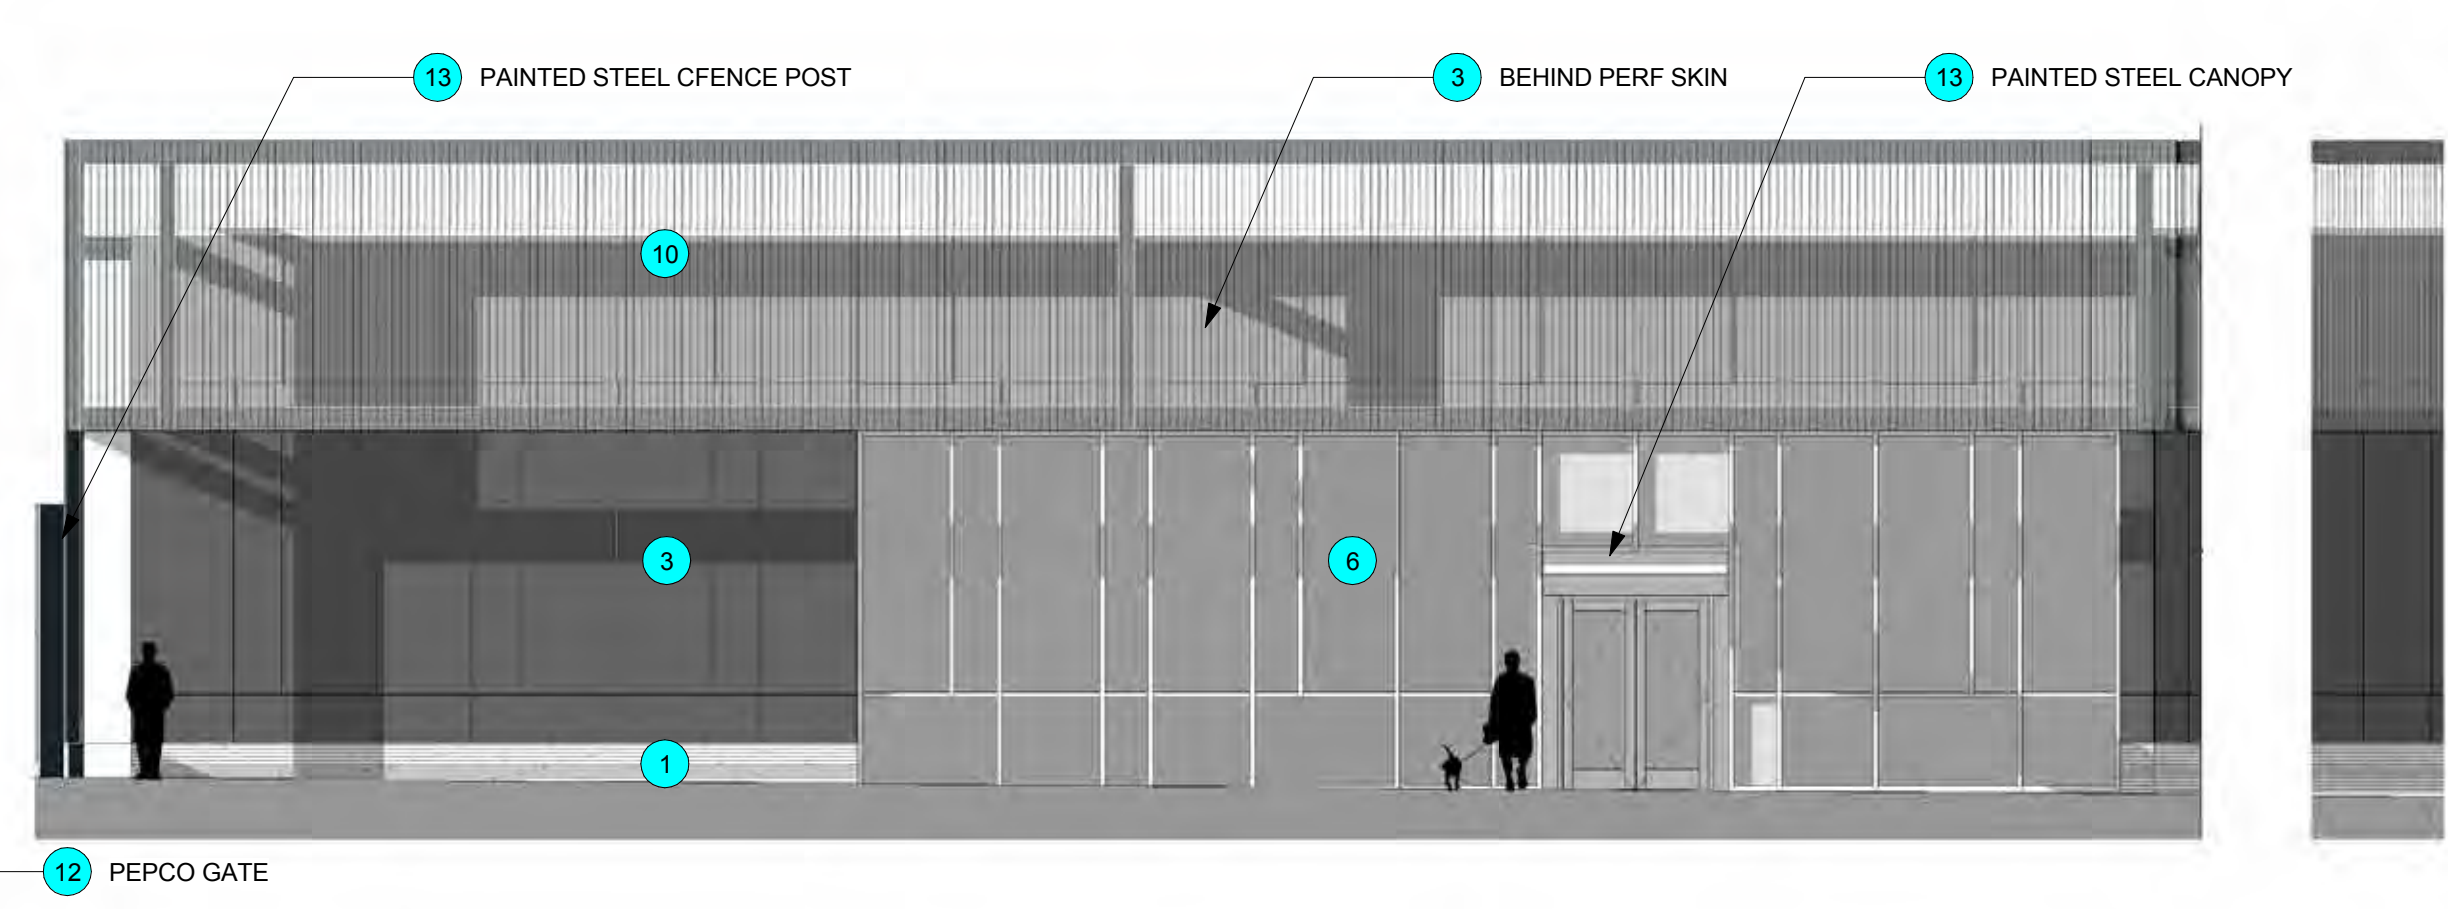 13 PAINTED STEEL CFENCE POST
3 BEHIND PERF SKIN
13 PAINTED STEEL CANOPY
10
3
6
1
12 PEPCO GATE